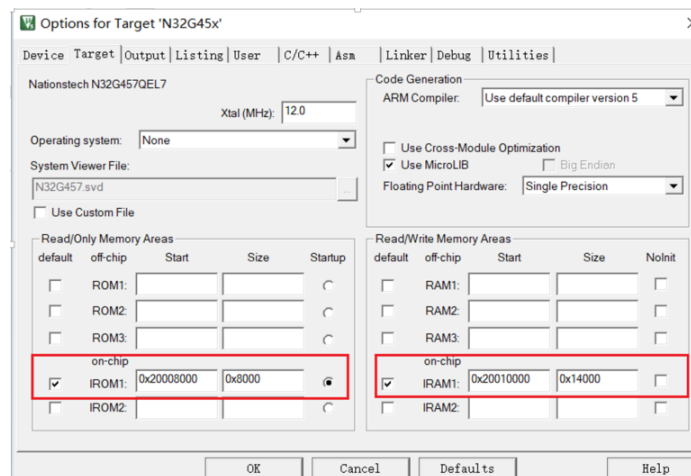 Options for Target 'N32G45x'
Device Target Output Listing User C/C++ Asm Linker Debug Utilities
Nationstech N32G457QEL7
Xtal (MHz): 12.0
Operating system: None
System Viewer File:
N32G457.svd ...
Use Custom File
Code Generation
ARM Compiler: Use default compiler version 5
Use Cross-Module Optimization
Use MicroLIB Big Endian
Floating Point Hardware: Single Precision
Read/Only Memory Areas
default off-chip Start Size Startup
ROM1:
ROM2:
ROM3:
on-chip
IROM1: 0x20008000 0x8000
IROM2:
Read/Write Memory Areas
default off-chip Start Size NoInit
RAM1:
RAM2:
RAM3:
on-chip
IRAM1: 0x20010000 0x14000
IRAM2:
OK Cancel Defaults Help